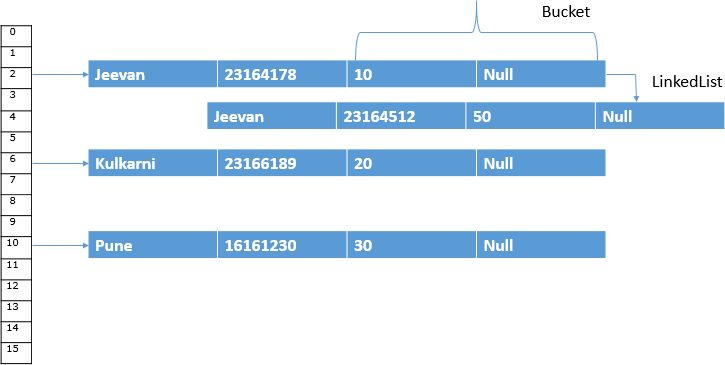 Bucket
0
1
2 Jeevan 23164178 10 Null
LinkedList
3
4 Jeevan 23164512 50 Null
5
6 Kulkarni 23166189 20 Null
7
8
9
10 Pune 16161230 30 Null
11
12
13
14
15